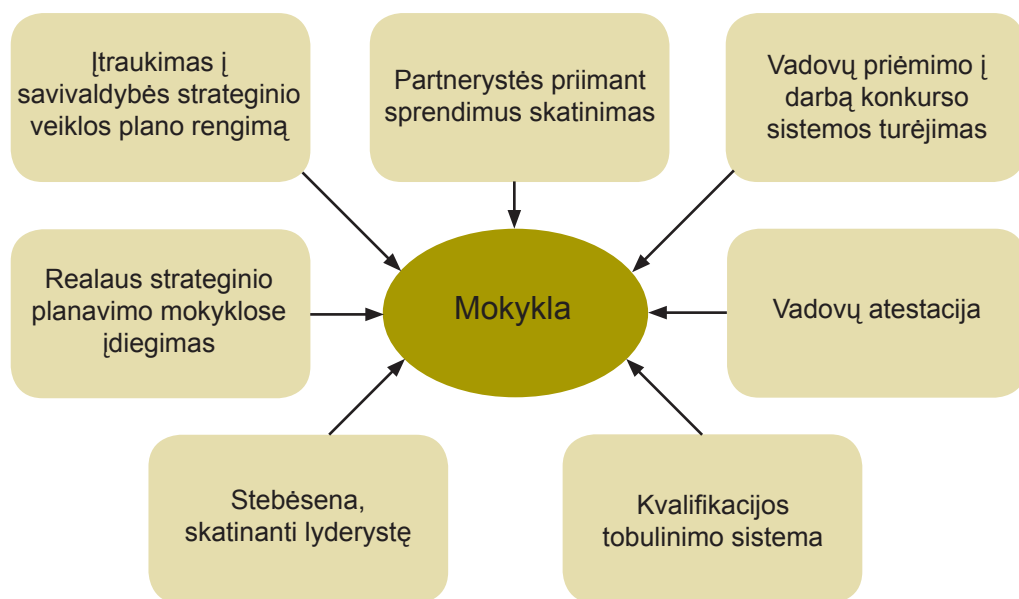 Įtraukimas į
savivaldybės strateginio
veiklos plano rengimą
Partnerystės priimant
sprendimus skatinimas
Vadovų priėmimo į
darbą konkurso
sistemos turėjimas
Realaus strateginio
planavimo mokyklose
įdiegimas
Mokykla
Vadovų atestacija
Stebėsena,
skatinanti lyderystę
Kvalifikacijos
tobulinimo sistema